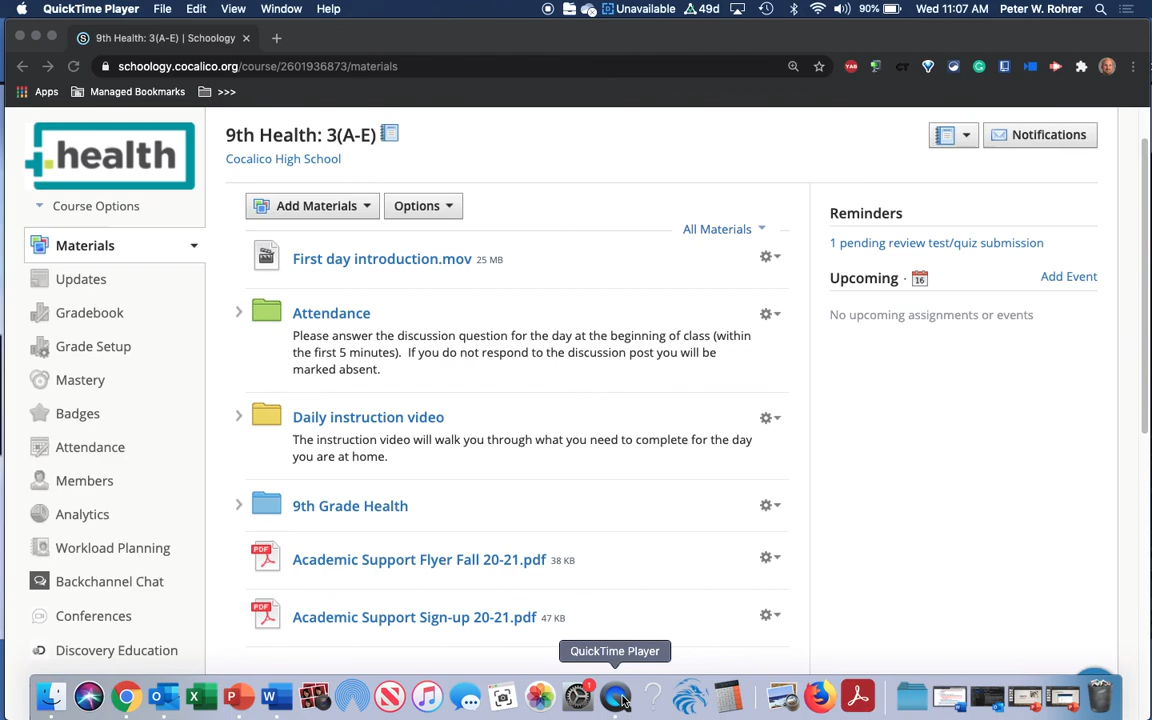 QuickTime Player File Edit View Window Help Unavailable 49d 90% Wed 11:07 AM Peter W. Rohrer
9th Health: 3(A-E) | Schoology
schoology.cocalico.org/course/2601936873/materials
Apps Managed Bookmarks >>>
health
Course Options
Materials
Updates
Gradebook
Grade Setup
Mastery
Badges
Attendance
Members
Analytics
Workload Planning
Backchannel Chat
Conferences
Discovery Education
9th Health: 3(A-E)
Cocalico High School
Notifications
Add Materials Options
All Materials
First day introduction.mov 25 MB
Attendance
Please answer the discussion question for the day at the beginning of class (within
the first 5 minutes). If you do not respond to the discussion post you will be
marked absent.
Daily instruction video
The instruction video will walk you through what you need to complete for the day
you are at home.
9th Grade Health
PDF Academic Support Flyer Fall 20-21.pdf 38 KB
PDF Academic Support Sign-up 20-21.pdf 47 KB
Reminders
1 pending review test/quiz submission
Upcoming · 16 Add Event
No upcoming assignments or events
QuickTime Player